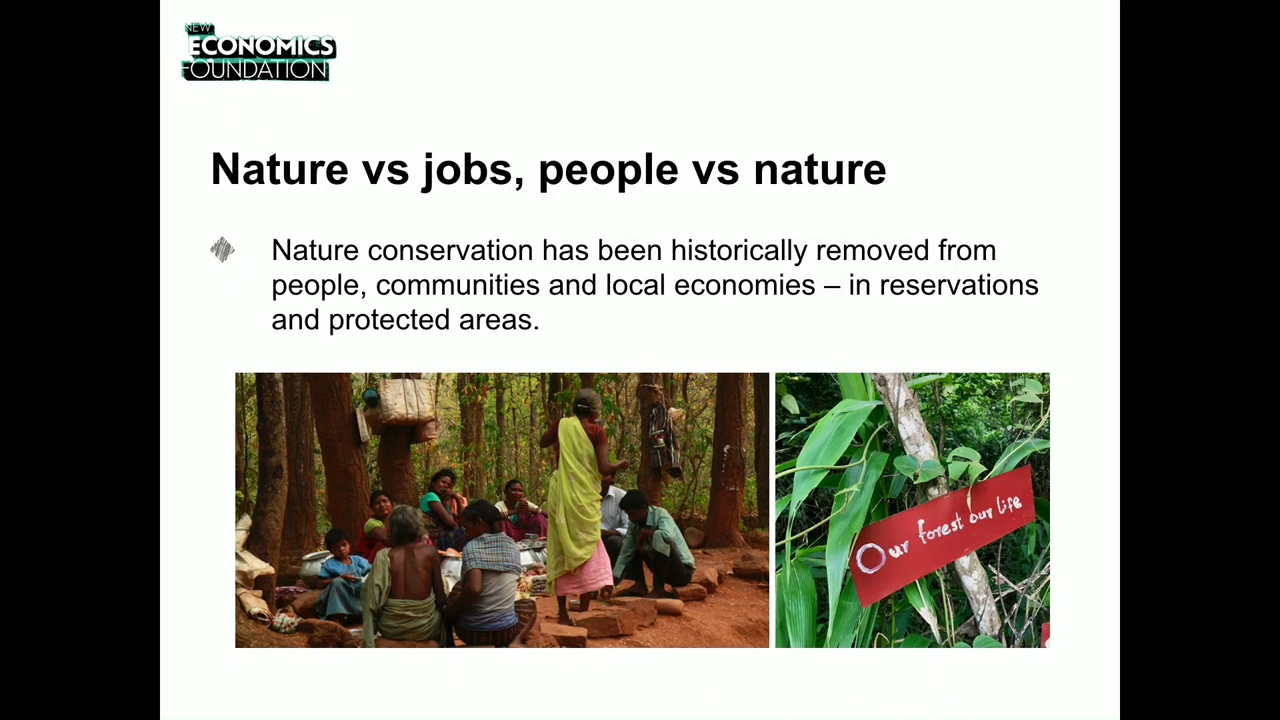 NEW
ECONOMICS
FOUNDATION
Nature vs jobs, people vs nature
Nature conservation has been historically removed from
people, communities and local economies – in reservations
and protected areas.
Our forest our life